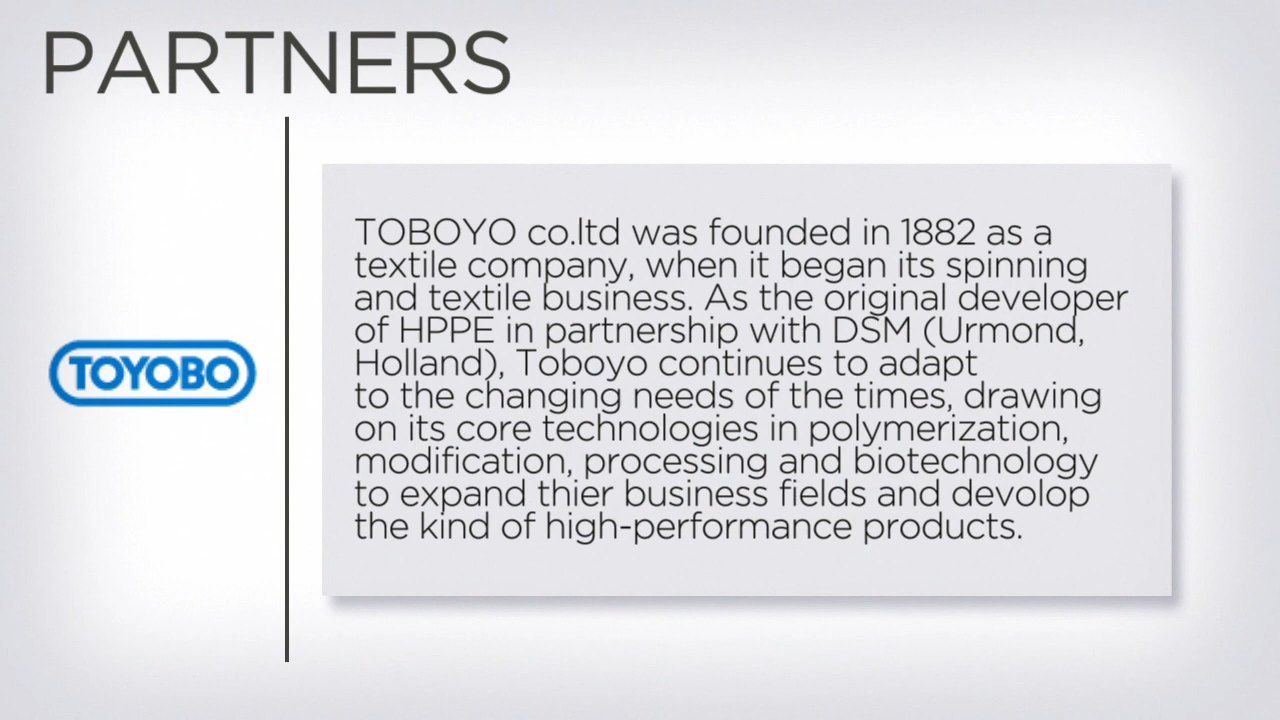 PARTNERS
TOYOBO
TOBOYO co.ltd was founded in 1882 as a
textile company, when it began its spinning
and textile business. As the original developer
of HPPE in partnership with DSM (Urmond,
Holland), Toboyo continues to adapt
to the changing needs of the times, drawing
on its core technologies in polymerization,
modification, processing and biotechnology
to expand thier business fields and devolop
the kind of high-performance products.